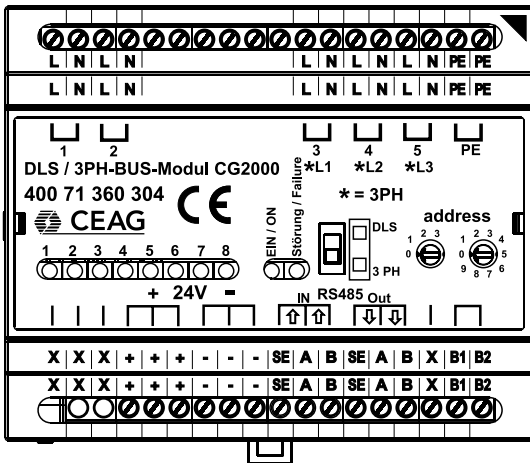 L N L N L N L N L N PE PE
L N L N L N L N L N PE PE
1 2 3 4 5 PE
*L1 *L2 *L3
DLS / 3PH-BUS-Modul CG2000
400 71 360 304 CE
* = 3PH
CEAG
EIN / ON
Störung / Failure
DLS
3 PH
address
0 1 2 3
0 1 2 3 4 5 6 7 8 9
1 2 3 4 5 6 7 8
+ 24V -
IN RS485 Out
X X X + + + - - - SE A B SE A B X B1 B2
X X X + + + - - - SE A B SE A B X B1 B2